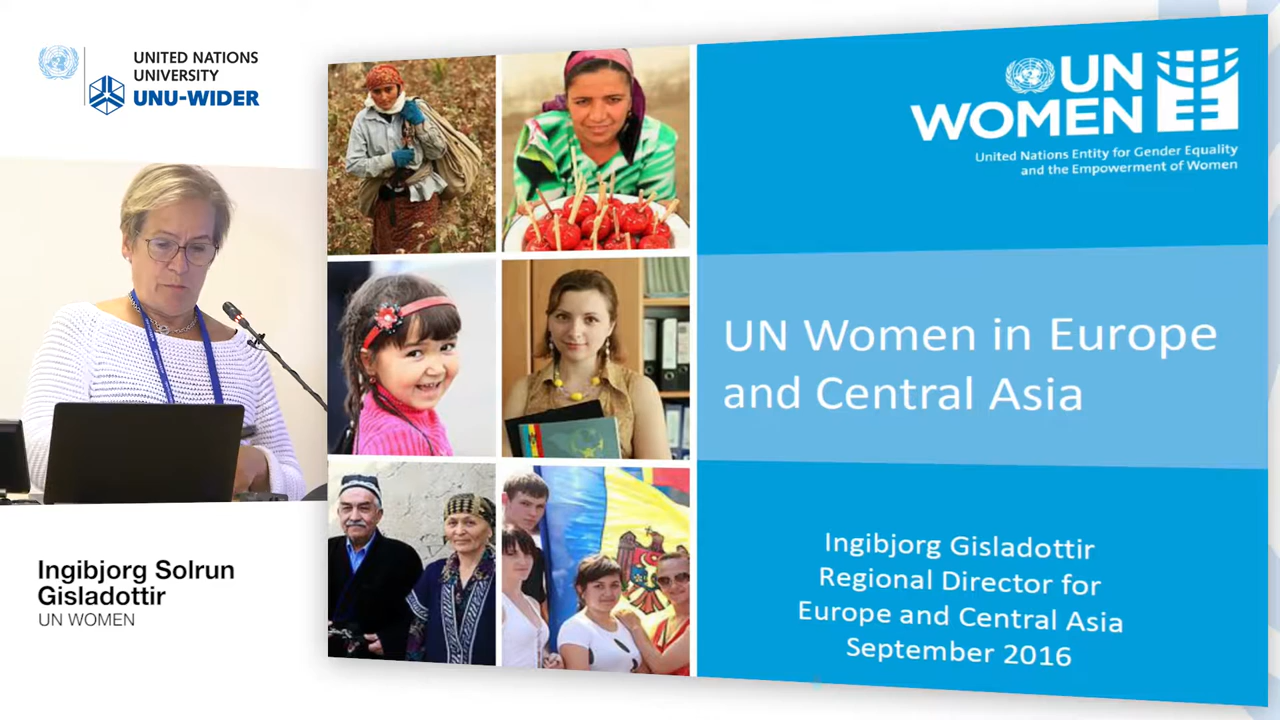 UNITED NATIONS
UNIVERSITY
UNU-WIDER
Ingibjorg Solrun
Gisladottir
UN WOMEN
UN
WOMEN
United Nations Entity for Gender Equality
and the Empowerment of Women
UN Women in Europe
and Central Asia
Ingibjorg Gisladottir
Regional Director for
Europe and Central Asia
September 2016